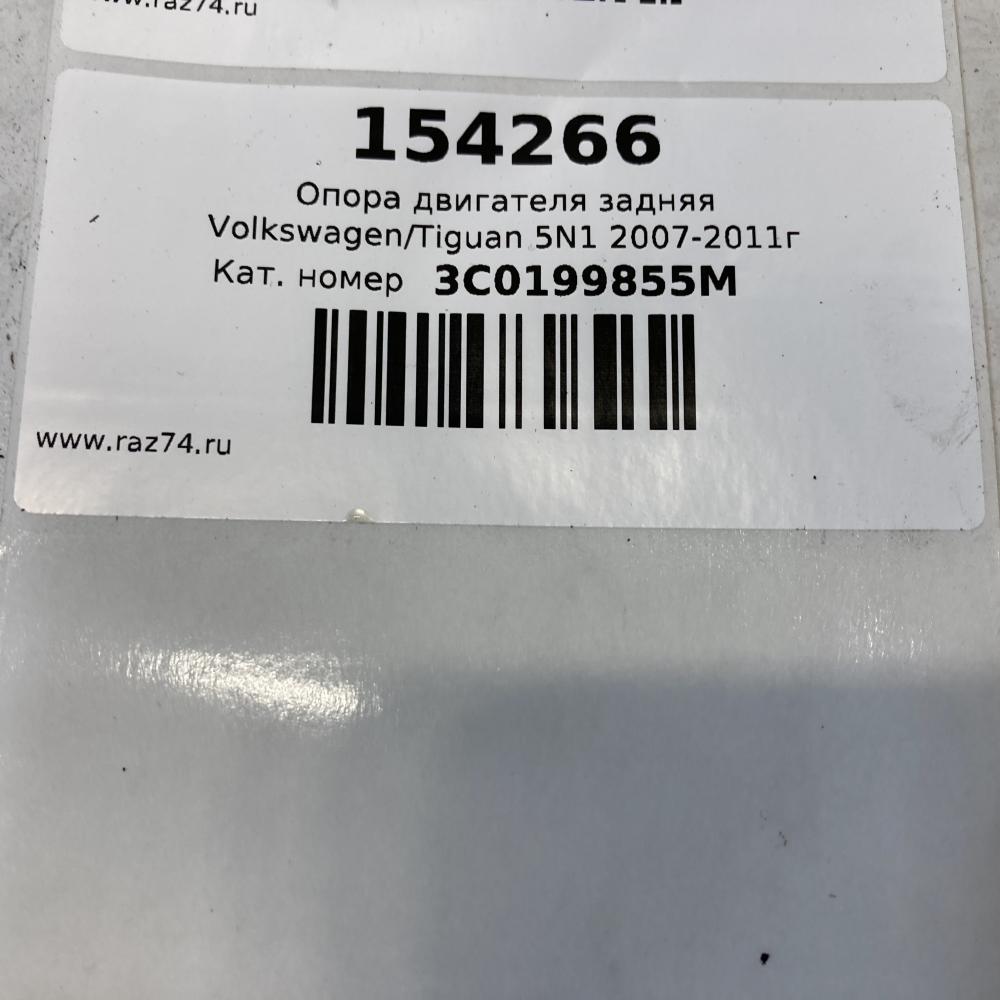 www.raz74.ru
154266
Опора двигателя задняя
Volkswagen/Tiguan 5N1 2007-2011г
Кат. номер 3C0199855M
www.raz74.ru